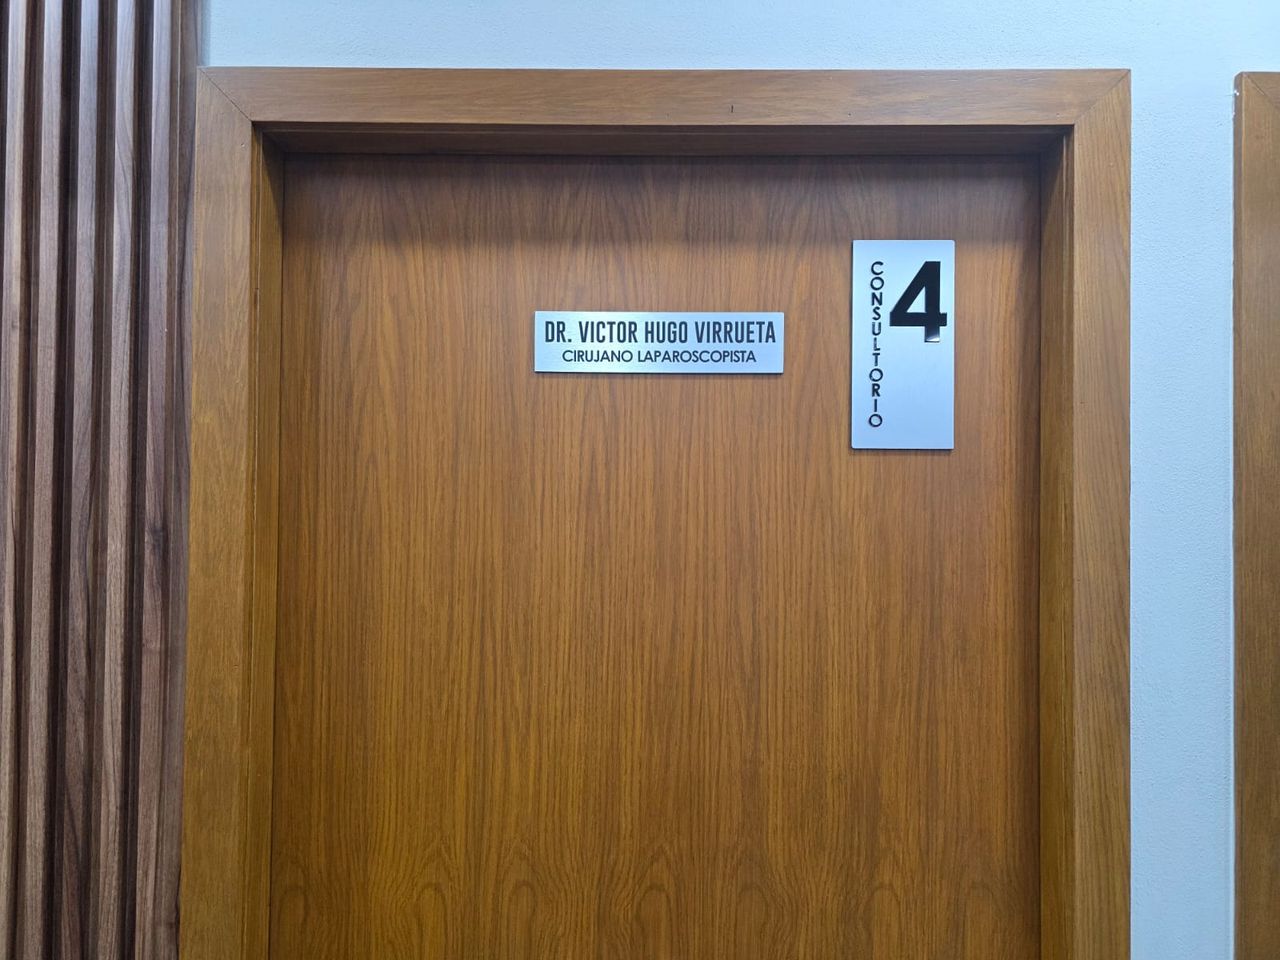 DR. VICTOR HUGO VIRRUETA
CIRUJANO LAPAROSCOPISTA
CONSULTORIO
4